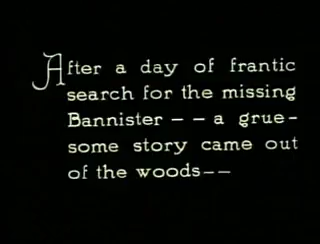 After a day of frantic
search for the missing
Bannister — — a grue-
some story came out
of the woods——